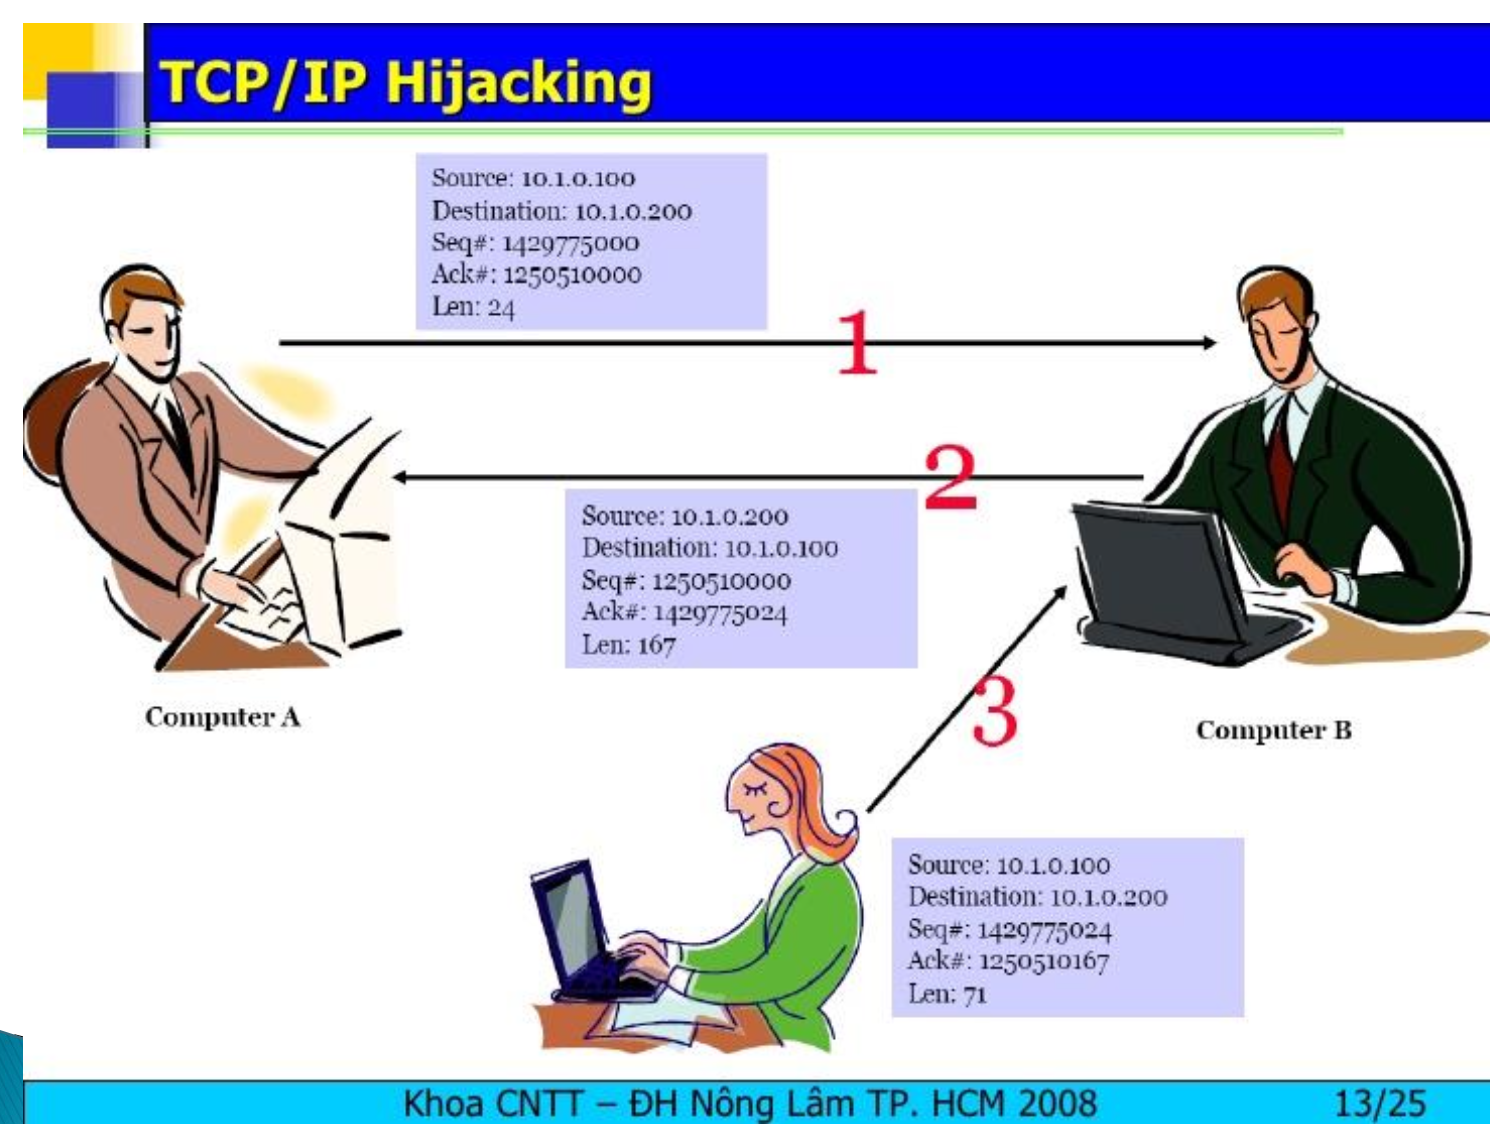 TCP/IP Hijacking
Source: 10.1.0.100
Destination: 10.1.0.200
Seq#: 1429775000
Ack#: 1250510000
Len: 24
1
2
Source: 10.1.0.200
Destination: 10.1.0.100
Seq#: 1250510000
Ack#: 1429775024
Len: 167
3
Computer A
Computer B
Source: 10.1.0.100
Destination: 10.1.0.200
Seq#: 1429775024
Ack#: 1250510167
Len: 71
Khoa CNTT – ĐH Nông Lâm TP. HCM 2008
13/25